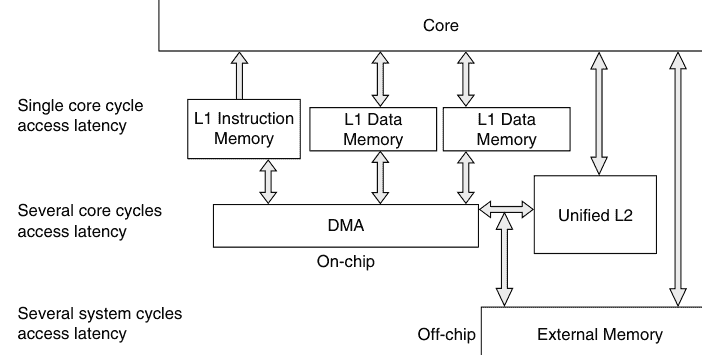 Core
Single core cycle
access latency
L1 Instruction
Memory
L1 Data
Memory
L1 Data
Memory
Several core cycles
access latency
DMA
Unified L2
On-chip
Several system cycles
access latency
Off-chip
External Memory